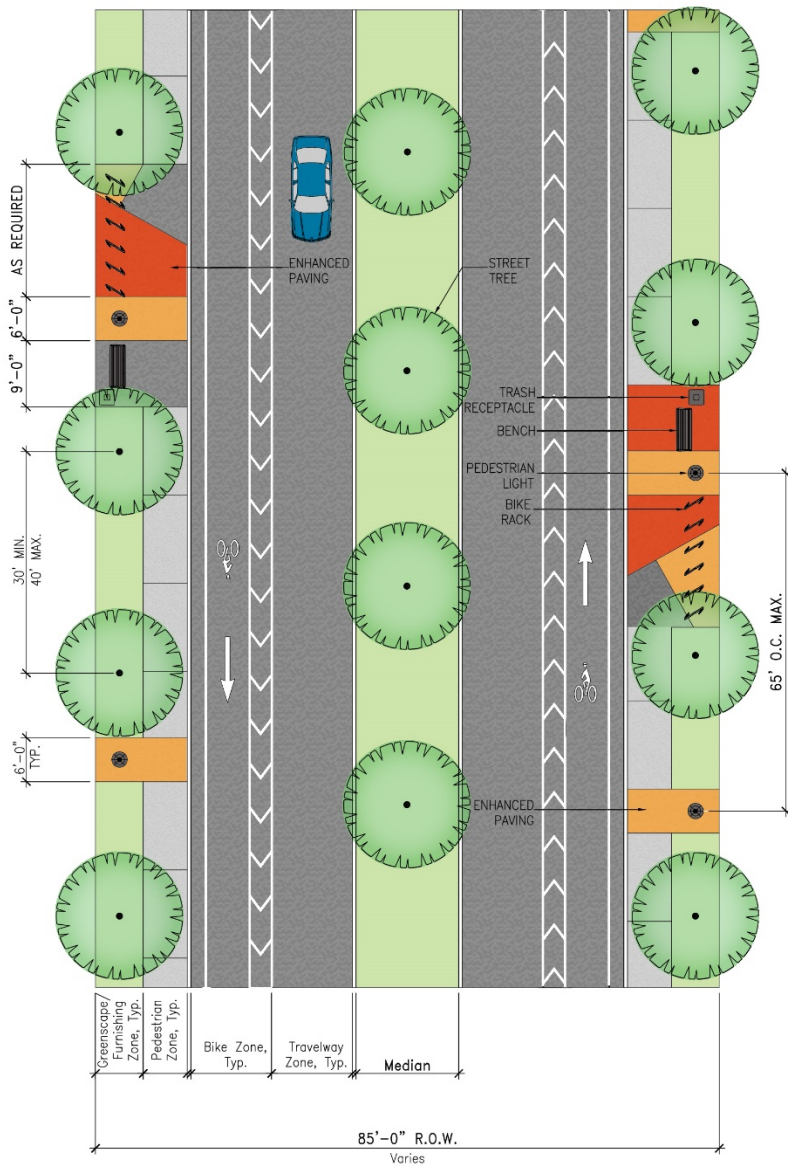 AS REQUIRED
6'-0"
9'-0"
30' MIN.
40' MAX.
6'-0"
TYP.
ENHANCED
PAVING
STREET
TREE
TRASH
RECEPTACLE
BENCH
PEDESTRIAN
LIGHT
BIKE
RACK
65' O.C. MAX.
ENHANCED
PAVING
Greenscape/
Furnishing
Zone, Typ.
Pedestrian
Zone, Typ.
Bike Zone,
Typ.
Travelway
Zone, Typ.
Median
85'-0" R.O.W.
Varies